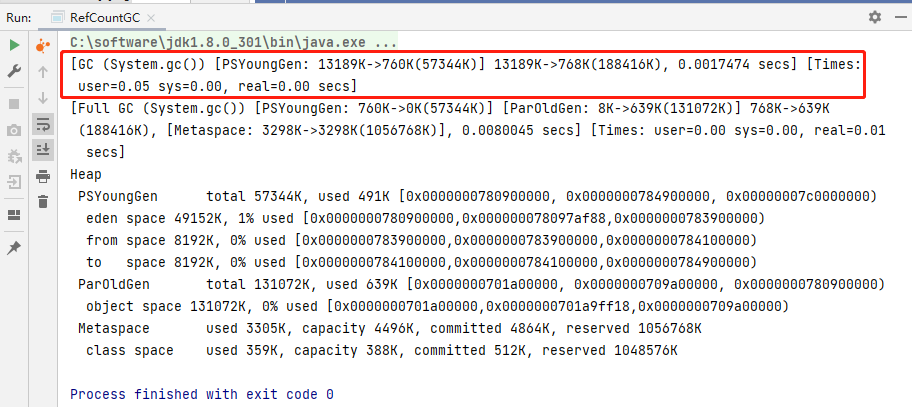 Run:
RefCountGC
C:\software\jdk1.8.0_301\bin\java.exe ...
[GC (System.gc()) [PSYoungGen: 13189K->760K(57344K)] 13189K->768K(188416K), 0.0017474 secs] [Times:
user=0.05 sys=0.00, real=0.00 secs]
[Full GC (System.gc()) [PSYoungGen: 760K->0K(57344K)] [ParOldGen: 8K->639K(131072K)] 768K->639K
(188416K), [Metaspace: 3298K->3298K(1056768K)], 0.0080045 secs] [Times: user=0.00 sys=0.00, real=0.01
secs]
Heap
PSYoungGen      total 57344K, used 491K [0x0000000780900000, 0x0000000784900000, 0x00000007c0000000)
eden space 49152K, 1% used [0x0000000780900000,0x000000078097af88,0x0000000783900000)
from space 8192K, 0% used [0x0000000783900000,0x0000000783900000,0x0000000784100000)
to   space 8192K, 0% used [0x0000000784100000,0x0000000784100000,0x0000000784900000)
ParOldGen       total 131072K, used 639K [0x0000000701a00000, 0x0000000709a00000, 0x0000000780900000)
object space 131072K, 0% used [0x0000000701a00000,0x0000000701a9ff18,0x0000000709a00000)
Metaspace       used 3305K, capacity 4496K, committed 4864K, reserved 1056768K
class space    used 359K, capacity 388K, committed 512K, reserved 1048576K
Process finished with exit code 0